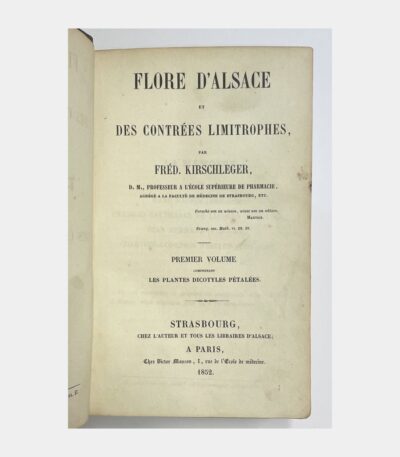 FLORE D'ALSACE
ET
DES CONTRÉES LIMITROPHES,
PAR
FRÉD. KIRSCHLEGER,
D. M., PROFESSEUR A L'ÉCOLE SUPÉRIEURE DE PHARMACIE,
AGRÉGÉ A LA FACULTÉ DE MÉDECINE DE STRASBOURG, ETC.
PREMIER VOLUME
COMPRENANT
LES PLANTES DICOTYLES PÉTALÉES.
STRASBOURG,
CHEZ L'AUTEUR ET TOUS LES LIBRAIRES D'ALSACE;
A PARIS,
Chez Victor Masson, 1, rue de l'École de médecine.
1852.